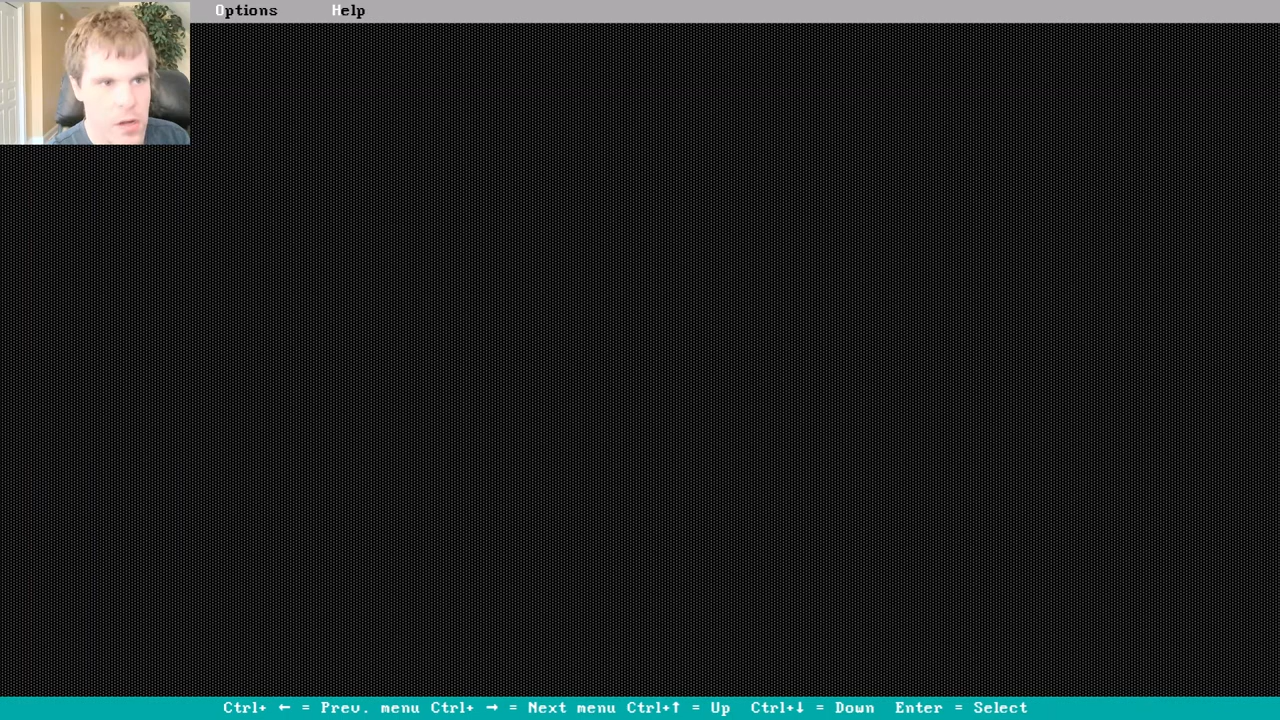 Options Help
Ctrl+ ← = Prev. menu Ctrl+ → = Next menu Ctrl+↑ = Up Ctrl+↓ = Down Enter = Select